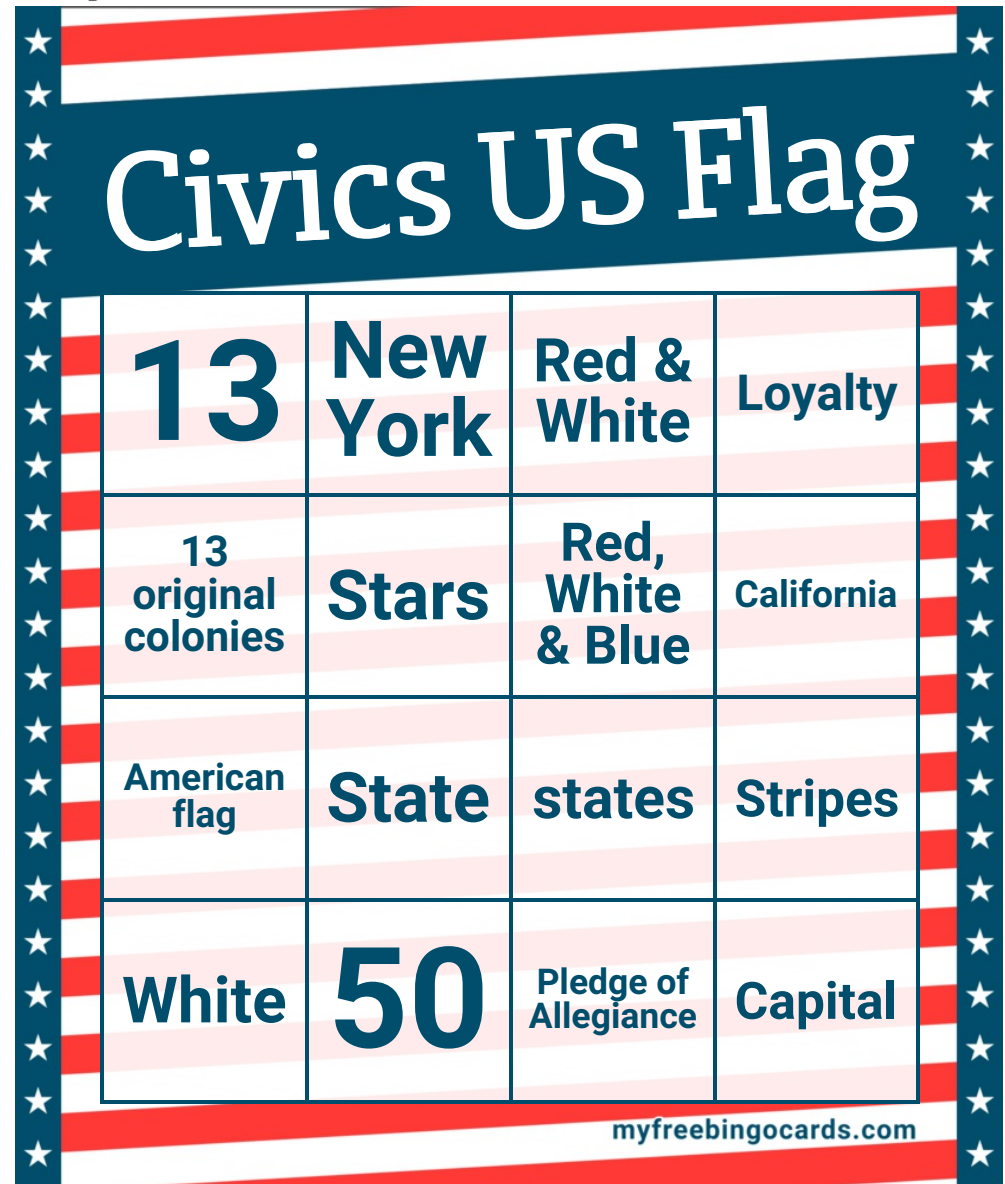 Civics US Flag
13
New
York
Red &
White
Loyalty
13
original
colonies
Stars
Red,
White
& Blue
California
American
flag
State
states
Stripes
White
50
Pledge of
Allegiance
Capital
myfreebingocards.com